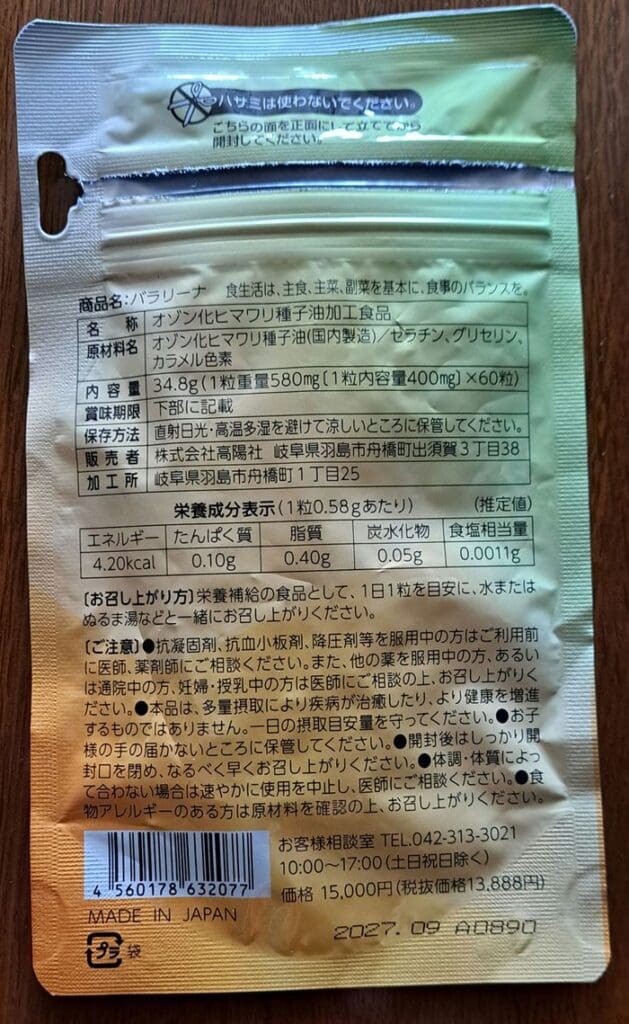 ハサミは使わないでください。
こちらの面を正面にして立ててから
開封してください。
商品名:バラリーナ 食生活は、主食、主菜、副菜を基本に、食事のバランスを。
名称 オゾン化ヒマワリ種子油加工食品
原材料名 オゾン化ヒマワリ種子油(国内製造)/ゼラチン、グリセリン、
カラメル色素
内容量 34.8g(1粒重量580mg[1粒内容量400mg]×60粒)
賞味期限 下部に記載
保存方法 直射日光・高温多湿を避けて涼しいところに保管してください。
販売者 株式会社高陽社 岐阜県羽島市舟橋町出須賀3丁目38
加工所 岐阜県羽島市舟橋町1丁目25
栄養成分表示(1粒0.58gあたり) (推定値)
エネルギー たんぱく質 脂質 炭水化物 食塩相当量
4.20kcal 0.10g 0.40g 0.05g 0.0011g
[お召し上がり方]栄養補給の食品として、1日1粒を目安に、水または
ぬるま湯などと一緒にお召し上がりください。
[ご注意]●抗凝固剤、抗血小板剤、降圧剤等を服用中の方はご利用前
に医師、薬剤師にご相談ください。また、他の薬を服用中の方、あるい
は通院中の方、妊婦・授乳中の方は医師にご相談の上、お召し上がりく
ださい。●本品は、多量摂取により疾病が治癒したり、より健康を増進
するものではありません。一日の摂取目安量を守ってください。●お子
様の手の届かないところに保管してください。●開封後はしっかり開
封口を閉め、なるべく早くお召し上がりください。●体調・体質によっ
て合わない場合は速やかに使用を中止し、医師にご相談ください。●食
物アレルギーのある方は原材料を確認の上、お召し上がりください。
お客様相談室 TEL.042-313-3021
10:00～17:00(土日祝日除く)
価格 15,000円(税抜価格13,888円)
4 560178 632077
MADE IN JAPAN
2027.09 A0890
プラ 袋